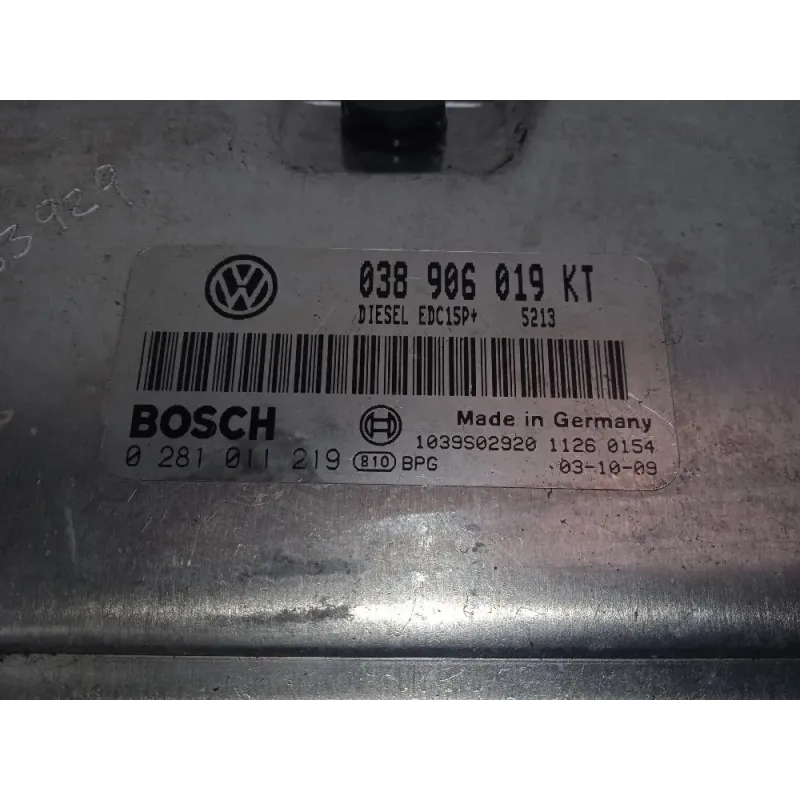 038 906 019 KT
DIESEL EDC15P+ 5213
BOSCH
Made in Germany
1039S02920 1126 0154
0 281 011 219 810 BPG 03-10-09